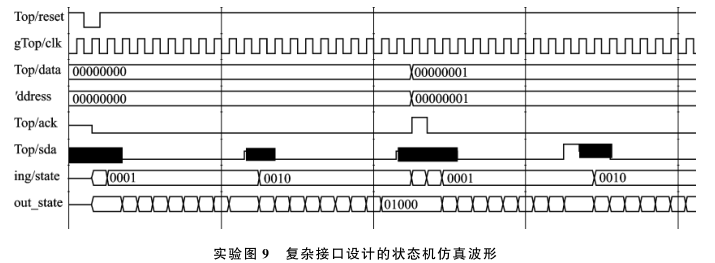 Top/reset
gTop/clk
Top/data 00000000 00000001
'ddress 00000000 00000001
Top/ack
Top/sda
ing/state 0001 0010 0001 0010
out_state 01000
实验图 9 复杂接口设计的状态机仿真波形